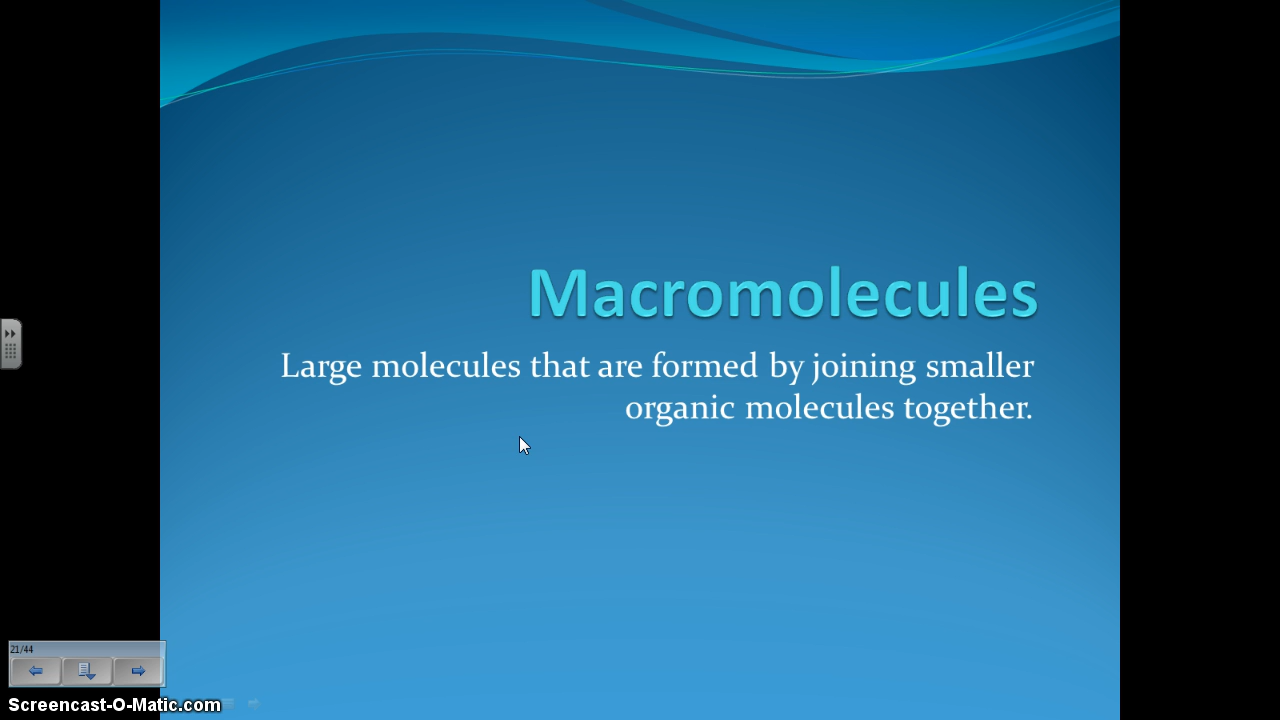 Macromolecules
Large molecules that are formed by joining smaller
organic molecules together.
21/44
Screencast-O-Matic.com